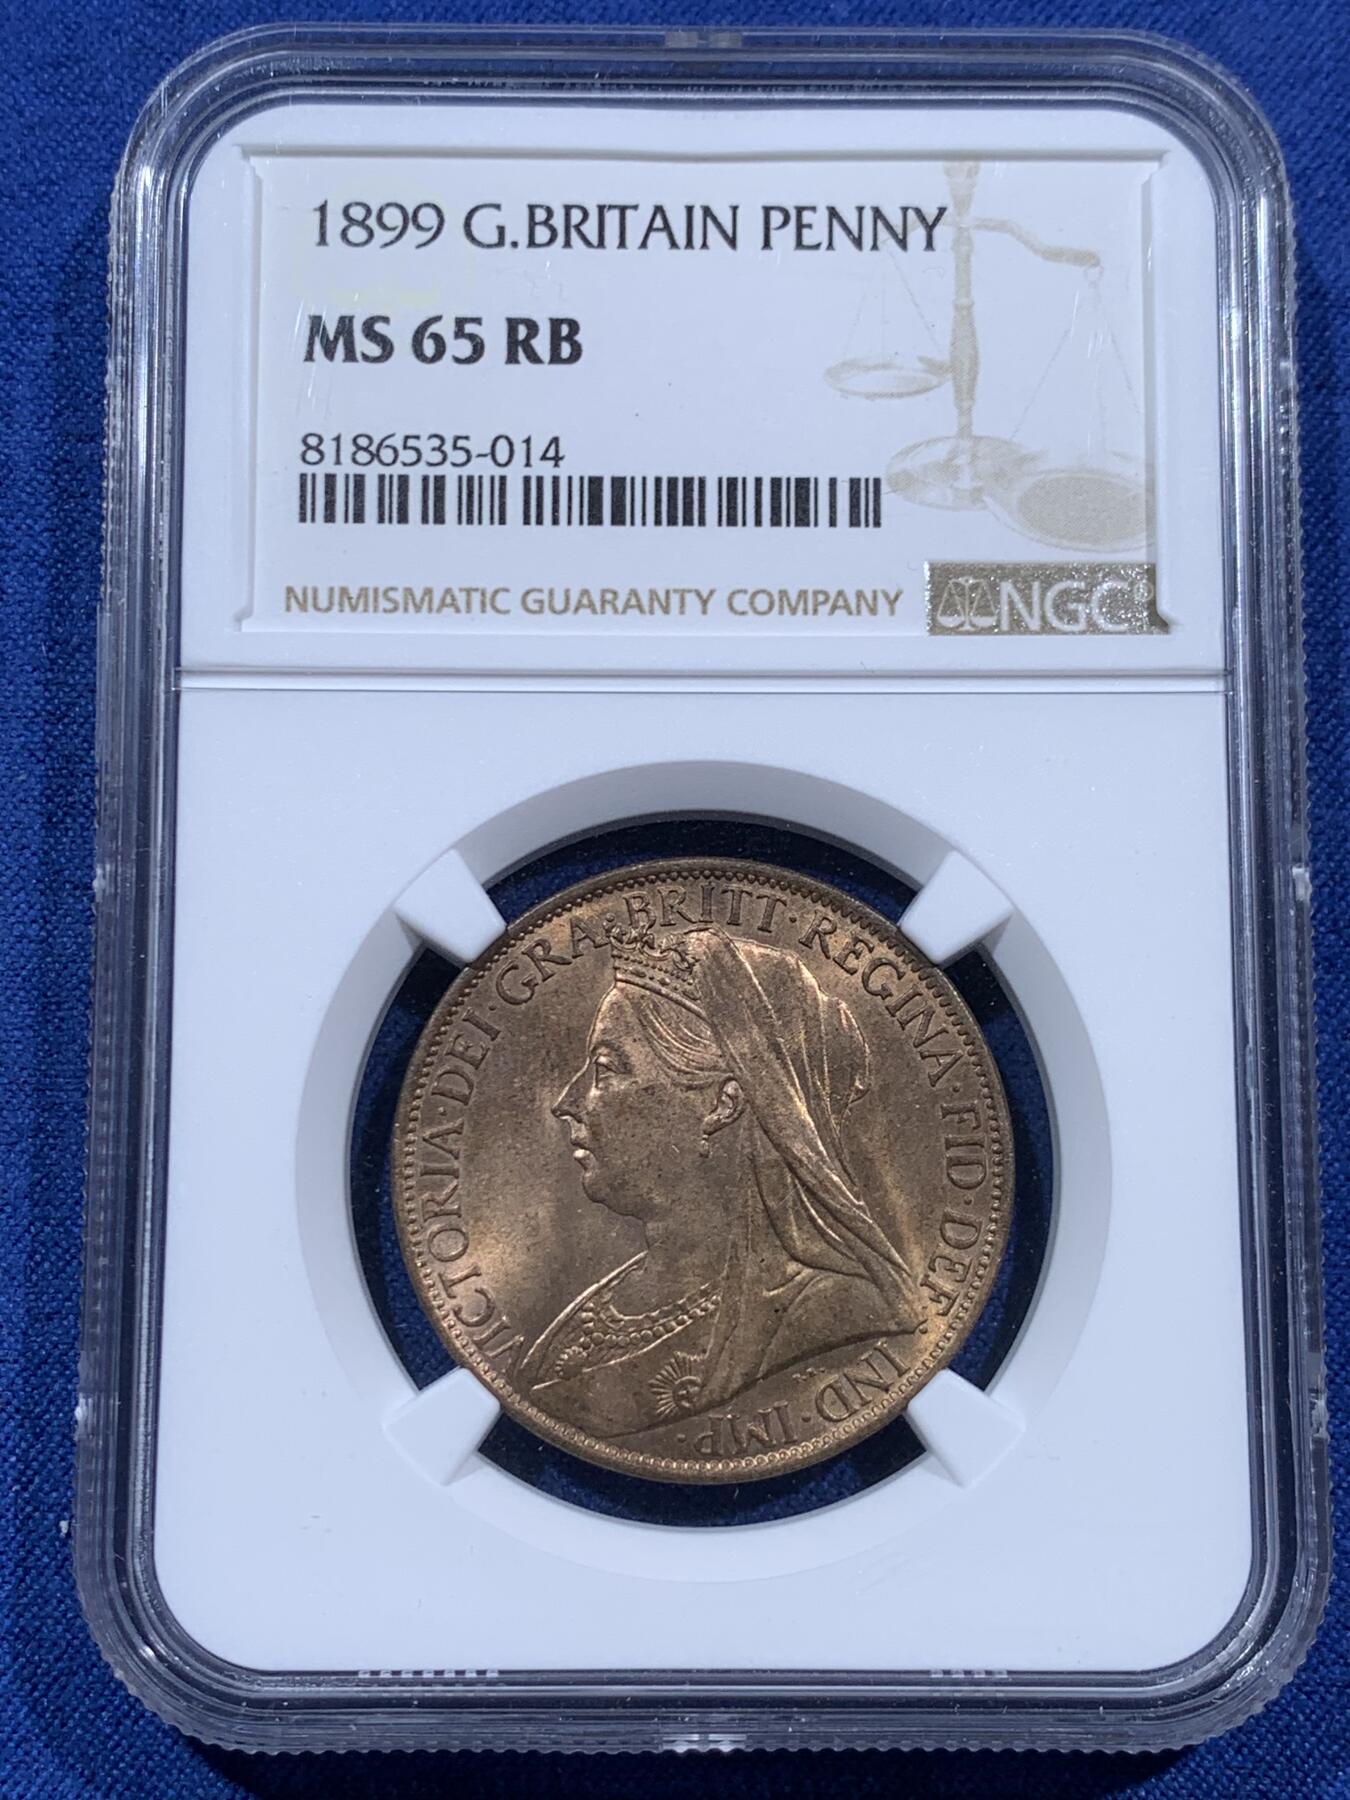 1899 G.BRITAIN PENNY
MS 65 RB
8186535-014
NUMISMATIC GUARANTY COMPANY
NGC
VICTORIA·DEI·GRA·BRITT·REGINA·FID·DEF·IND·IMP·